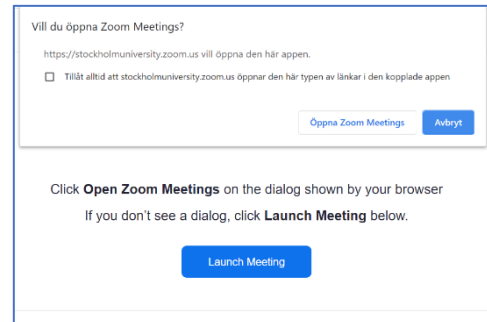 Vill du öppna Zoom Meetings?
https://stockholmuniversity.zoom.us vill öppna den här appen.
Tillåt alltid att stockholmuniversity.zoom.us öppnar den här typen av länkar i den kopplade appen
Öppna Zoom Meetings Avbryt
Click Open Zoom Meetings on the dialog shown by your browser
If you don't see a dialog, click Launch Meeting below.
Launch Meeting